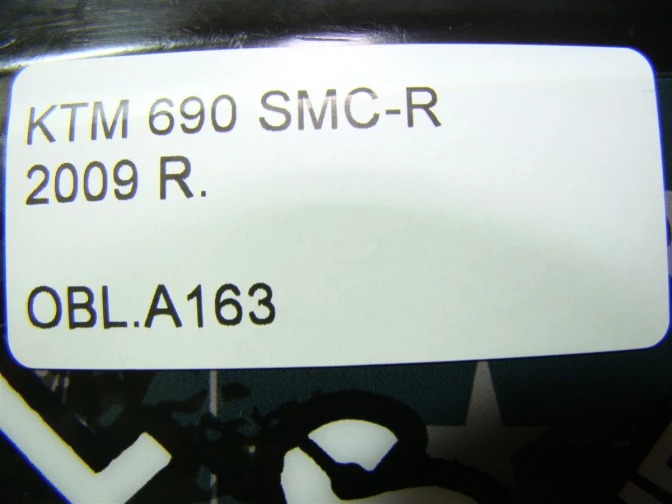 KTM 690 SMC-R
2009 R.
OBL.A163